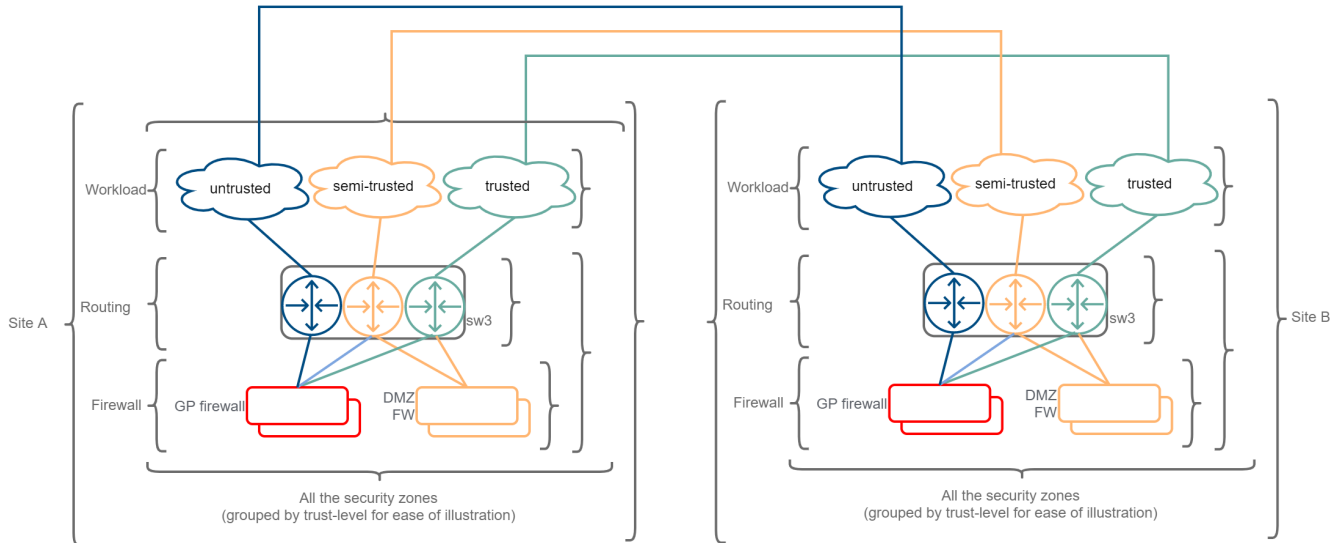 Workload
untrusted
semi-trusted
trusted
Routing
sw3
Site A
Firewall
GP firewall
DMZ
FW
All the security zones
(grouped by trust-level for ease of illustration)
Workload
untrusted
semi-trusted
trusted
Routing
sw3
Site B
Firewall
GP firewall
DMZ
FW
All the security zones
(grouped by trust-level for ease of illustration)